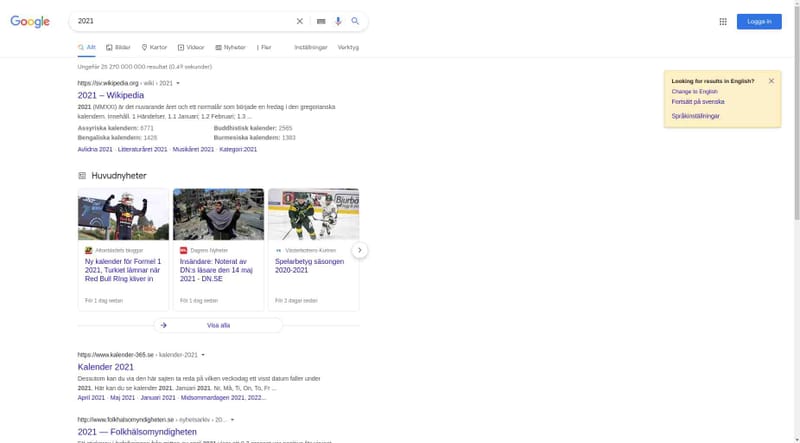 Google
2021
Logga in
Allt
Bilder
Kartor
Videor
Nyheter
Fler
Inställningar
Verktyg
Ungefär 25 270 000 000 resultat (0,49 sekunder)
Looking for results in English?
Change to English
Fortsätt på svenska
Språkinställningar
https://sv.wikipedia.org › wiki › 2021
2021 – Wikipedia
2021 (MMXXI) är det nuvarande året och ett normalår som började en fredag i den gregorianska
kalendern. Innehåll. 1 Händelser. 1.1 Januari; 1.2 Februari; 1.3 ...
Assyriska kalendern: 6771
Buddhistisk kalender: 2565
Bengaliska kalendern: 1428
Burmesiska kalendern: 1383
Avlidna 2021 · Litteraturåret 2021 · Musikåret 2021 · Kategori:2021
Huvudnyheter
Aftonbladets bloggar
Ny kalender för Formel 1
2021, Turkiet lämnar när
Red Bull Ring kliver in
För 1 dag sedan
Dagens Nyheter
Insändare: Noterat av
DN:s läsare den 14 maj
2021 - DN.SE
För 1 dag sedan
Västerbottens-Kuriren
Spelarbetyg säsongen
2020-2021
För 2 dagar sedan
Visa alla
https://www.kalender-365.se › kalender-2021
Kalender 2021
Dessutom kan du via den här sajten ta reda på vilken veckodag ett visst datum faller under
2021. Här kan du se kalender 2021. Januari 2021. Nr, Må, Ti, On, To, Fr ...
April 2021 · Maj 2021 · Januari 2021 · Midsommardagen 2021, 2022...
http://www.folkhalsomyndigheten.se › nyhetsarkiv › 20...
2021 — Folkhälsomyndigheten